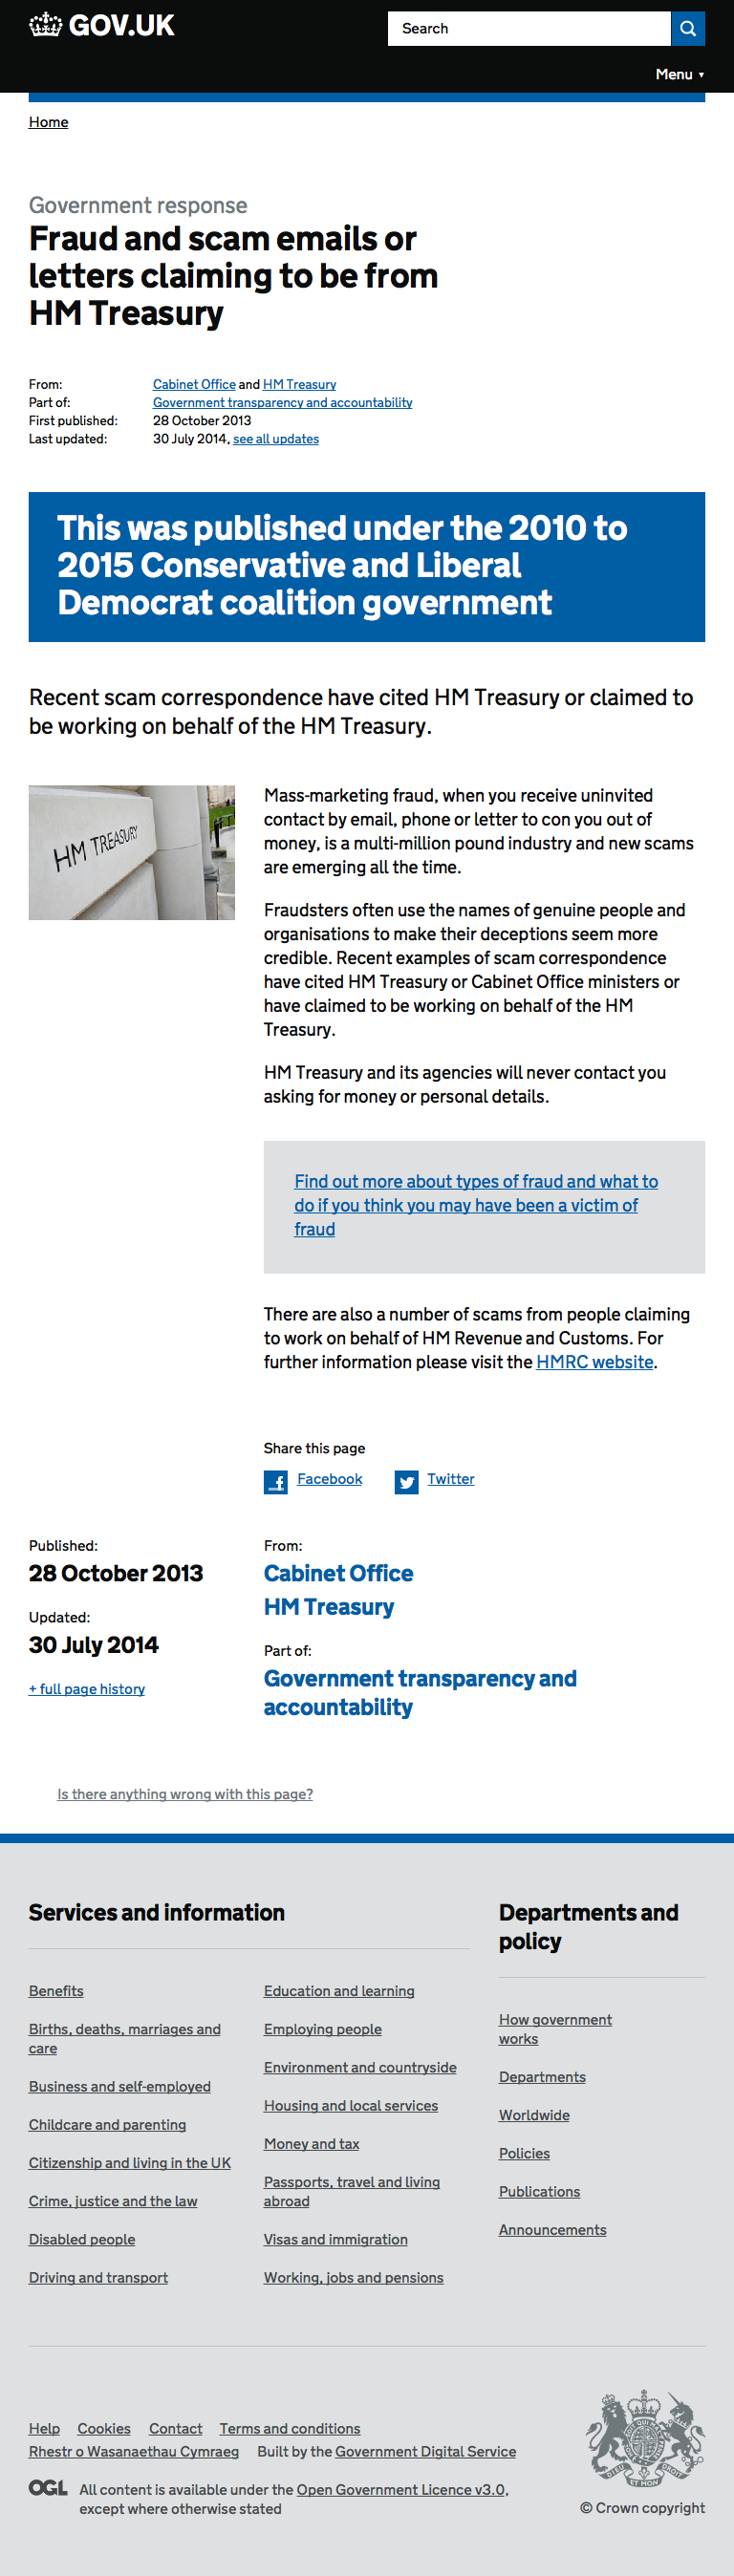 GOV.UK
Search
Menu ▼
Home
Government response
Fraud and scam emails or
letters claiming to be from
HM Treasury
From: Cabinet Office and HM Treasury
Part of: Government transparency and accountability
First published: 28 October 2013
Last updated: 30 July 2014, see all updates
This was published under the 2010 to
2015 Conservative and Liberal
Democrat coalition government
Recent scam correspondence have cited HM Treasury or claimed to
be working on behalf of the HM Treasury.
HM TREASURY
Mass-marketing fraud, when you receive uninvited
contact by email, phone or letter to con you out of
money, is a multi-million pound industry and new scams
are emerging all the time.
Fraudsters often use the names of genuine people and
organisations to make their deceptions seem more
credible. Recent examples of scam correspondence
have cited HM Treasury or Cabinet Office ministers or
have claimed to be working on behalf of the HM
Treasury.
HM Treasury and its agencies will never contact you
asking for money or personal details.
Find out more about types of fraud and what to
do if you think you may have been a victim of
fraud
There are also a number of scams from people claiming
to work on behalf of HM Revenue and Customs. For
further information please visit the HMRC website.
Share this page
Facebook Twitter
Published:
28 October 2013
Updated:
30 July 2014
+ full page history
From:
Cabinet Office
HM Treasury
Part of:
Government transparency and
accountability
Is there anything wrong with this page?
Services and information
Benefits
Births, deaths, marriages and
care
Business and self-employed
Childcare and parenting
Citizenship and living in the UK
Crime, justice and the law
Disabled people
Driving and transport
Education and learning
Employing people
Environment and countryside
Housing and local services
Money and tax
Passports, travel and living
abroad
Visas and immigration
Working, jobs and pensions
Departments and
policy
How government
works
Departments
Worldwide
Policies
Publications
Announcements
Help Cookies Contact Terms and conditions
Rhestr o Wasanaethau Cymraeg Built by the Government Digital Service
OGL All content is available under the Open Government Licence v3.0,
except where otherwise stated
DIEU ET MON DROIT
© Crown copyright